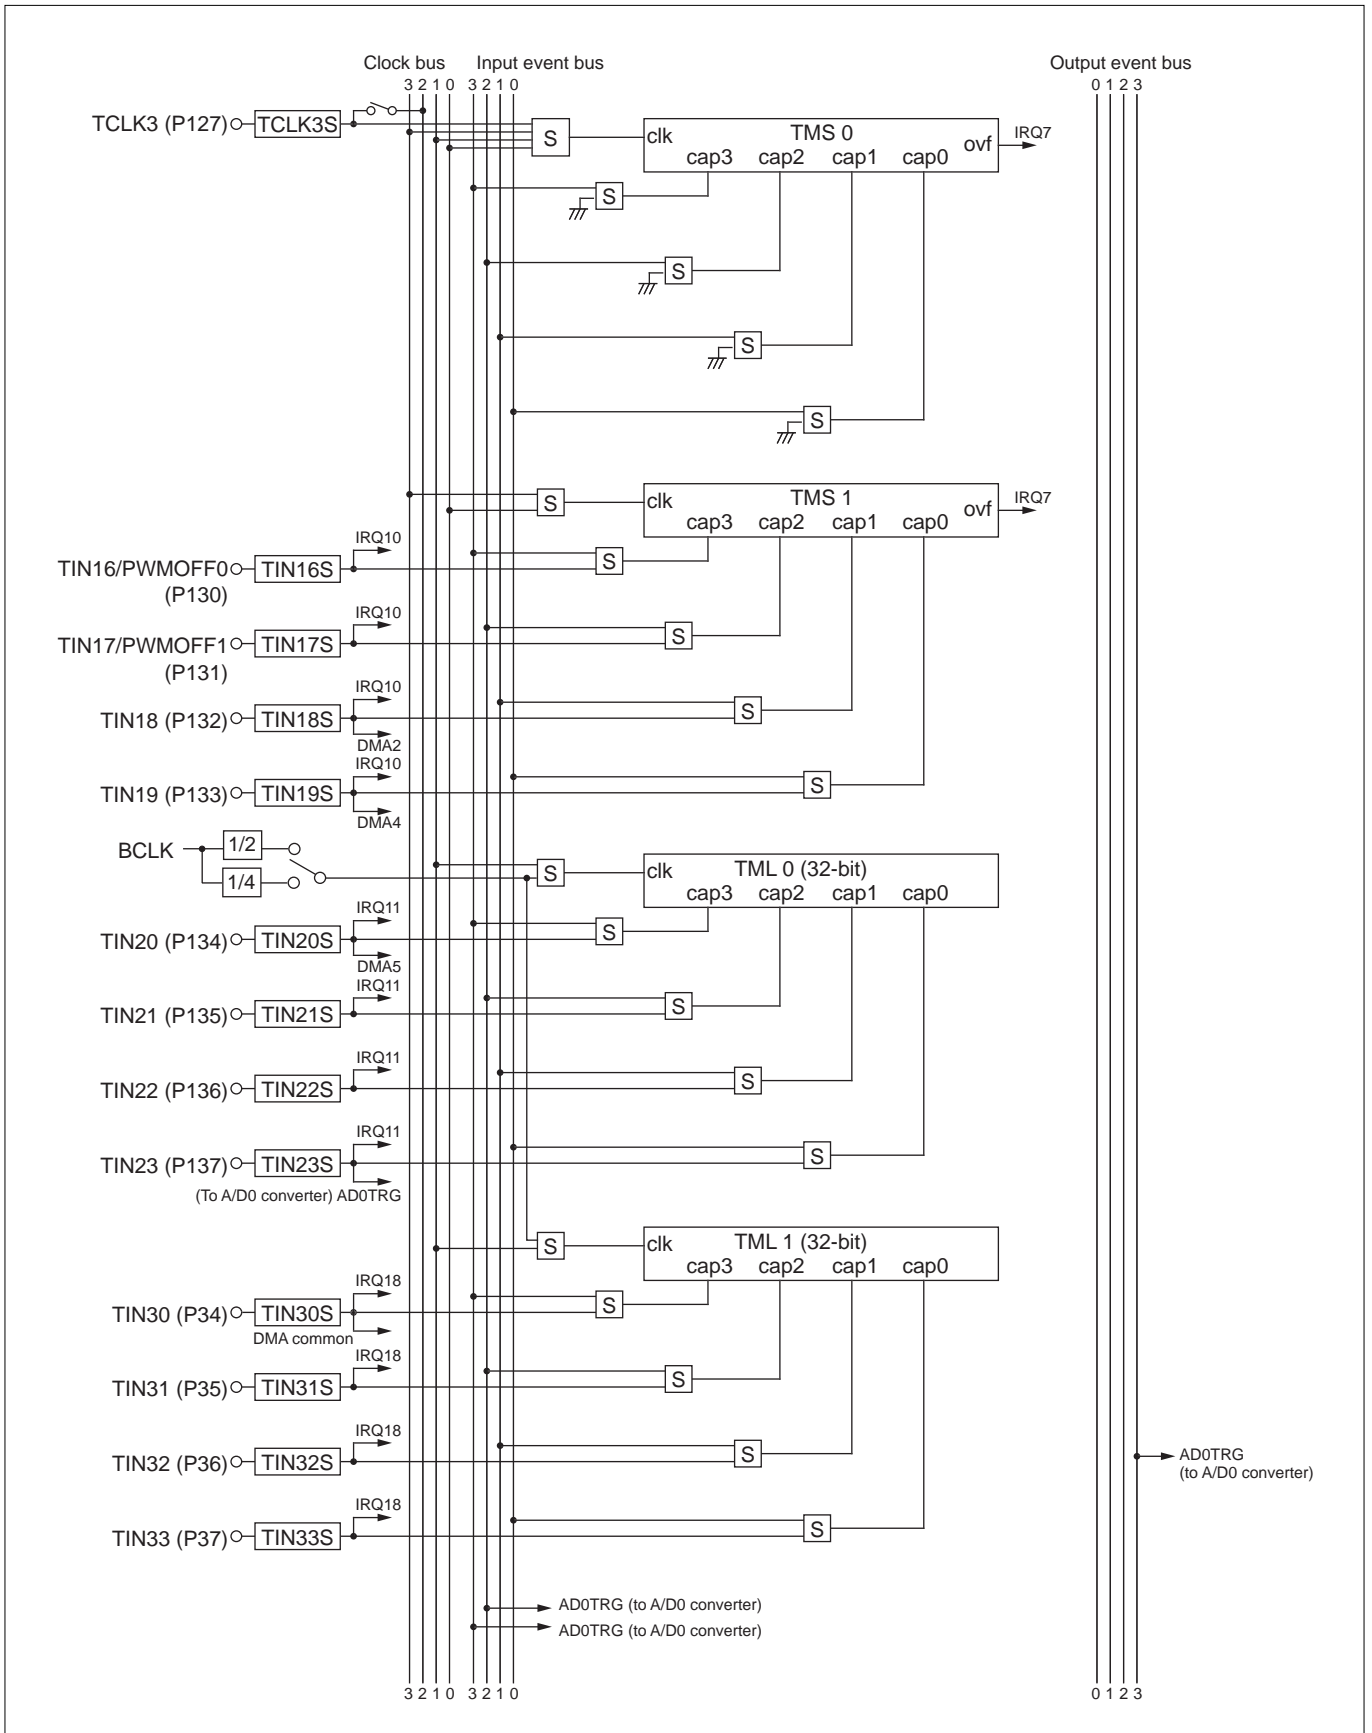 Clock bus Input event bus Output event bus
3 2 1 0 3 2 1 0 0 1 2 3
TCLK3 (P127) TCLK3S S clk TMS 0 ovf IRQ7
cap3 cap2 cap1 cap0
S
S
S
S
S clk TMS 1 ovf IRQ7
cap3 cap2 cap1 cap0
IRQ10
TIN16/PWMOFF0 TIN16S S
(P130)
IRQ10
TIN17/PWMOFF1 TIN17S S
(P131)
IRQ10
TIN18 (P132) TIN18S S
DMA2
IRQ10
TIN19 (P133) TIN19S S
DMA4
BCLK 1/2
1/4
S clk TML 0 (32-bit)
cap3 cap2 cap1 cap0
IRQ11
TIN20 (P134) TIN20S S
DMA5
IRQ11
TIN21 (P135) TIN21S S
IRQ11
TIN22 (P136) TIN22S S
IRQ11
TIN23 (P137) TIN23S S
(To A/D0 converter) AD0TRG
S clk TML 1 (32-bit)
cap3 cap2 cap1 cap0
IRQ18
TIN30 (P34) TIN30S S
DMA common
IRQ18
TIN31 (P35) TIN31S S
IRQ18
TIN32 (P36) TIN32S S
AD0TRG
(to A/D0 converter)
IRQ18
TIN33 (P37) TIN33S S
AD0TRG (to A/D0 converter)
AD0TRG (to A/D0 converter)
3 2 1 0 3 2 1 0 0 1 2 3